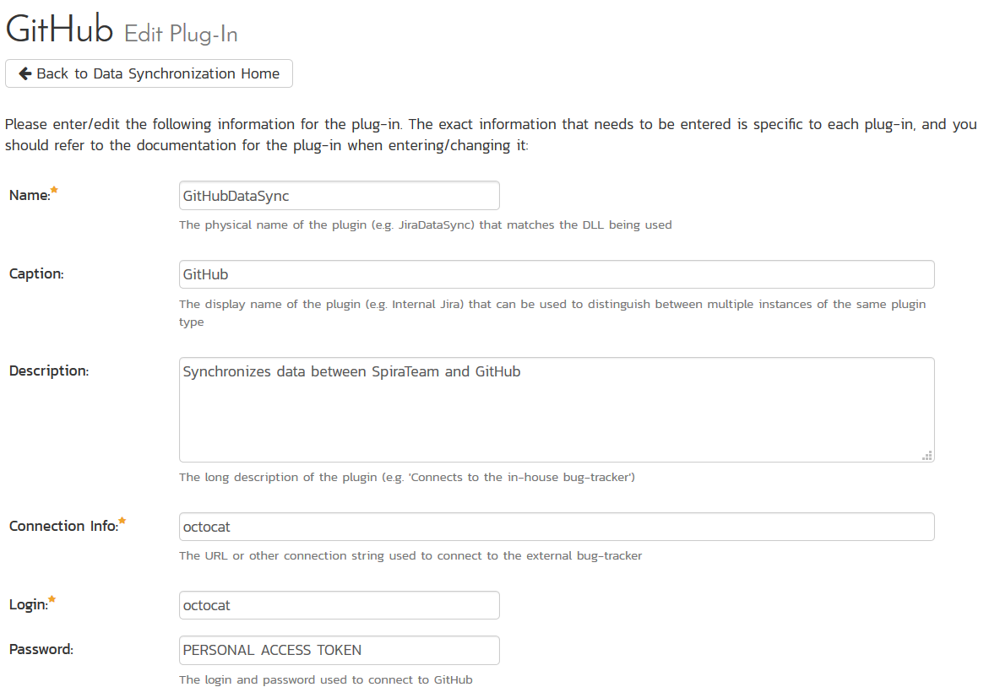 GitHub Edit Plug-In
Back to Data Synchronization Home
Please enter/edit the following information for the plug-in. The exact information that needs to be entered is specific to each plug-in, and you
should refer to the documentation for the plug-in when entering/changing it:
Name:
GitHubDataSync
The physical name of the plugin (e.g. JiraDataSync) that matches the DLL being used
Caption:
GitHub
The display name of the plugin (e.g. Internal Jira) that can be used to distinguish between multiple instances of the same plugin
type
Description:
Synchronizes data between SpiraTeam and GitHub
The long description of the plugin (e.g. 'Connects to the in-house bug-tracker')
Connection Info:
octocat
The URL or other connection string used to connect to the external bug-tracker
Login:
octocat
Password:
PERSONAL ACCESS TOKEN
The login and password used to connect to GitHub